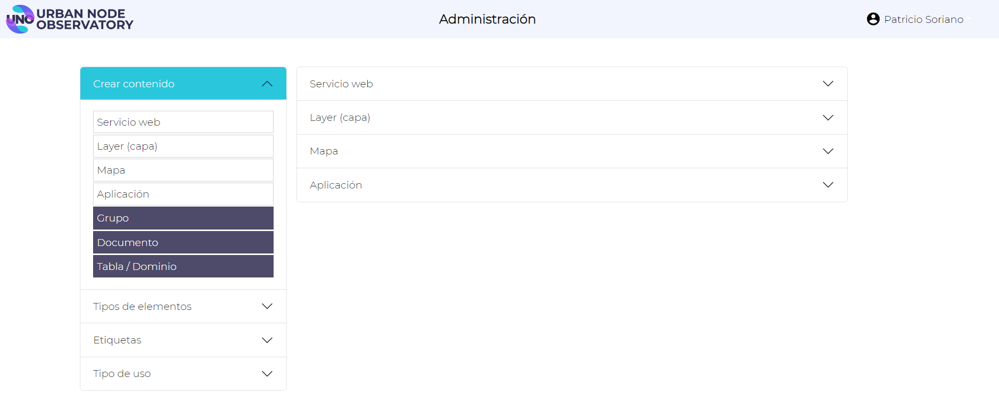 UNO URBAN NODE
OBSERVATORY
Administración
Patricio Soriano
Crear contenido
Servicio web
Layer (capa)
Mapa
Aplicación
Grupo
Documento
Tabla / Dominio
Tipos de elementos
Etiquetas
Tipo de uso
Servicio web
Layer (capa)
Mapa
Aplicación